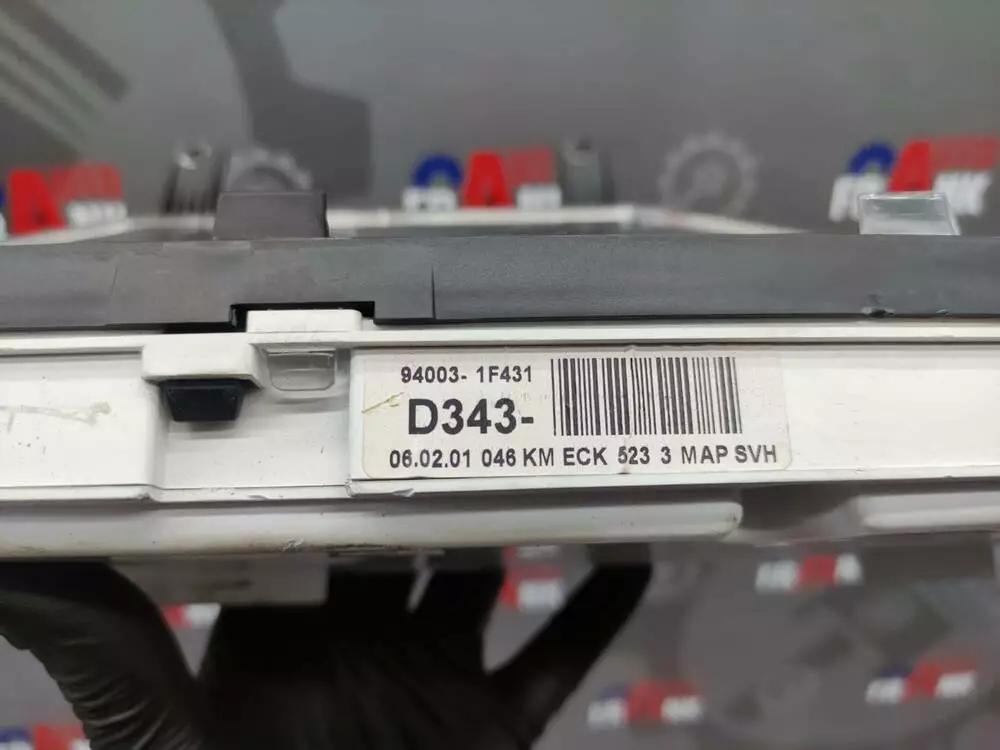 94003- 1F431
D343-
06.02.01 046 KM ECK 523 3 MAP SVH